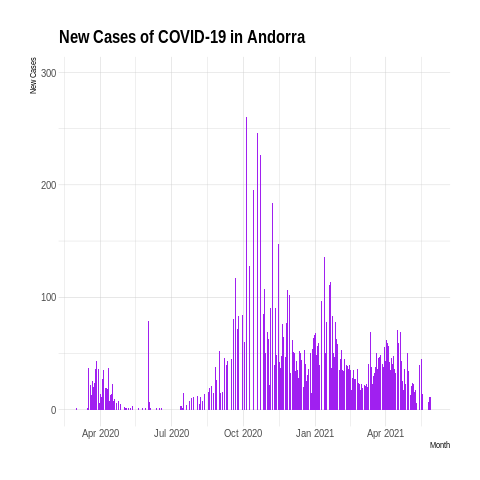 New Cases of COVID-19 in Andorra
New Cases
300
200
100
0
Apr 2020
Jul 2020
Oct 2020
Jan 2021
Apr 2021
Month